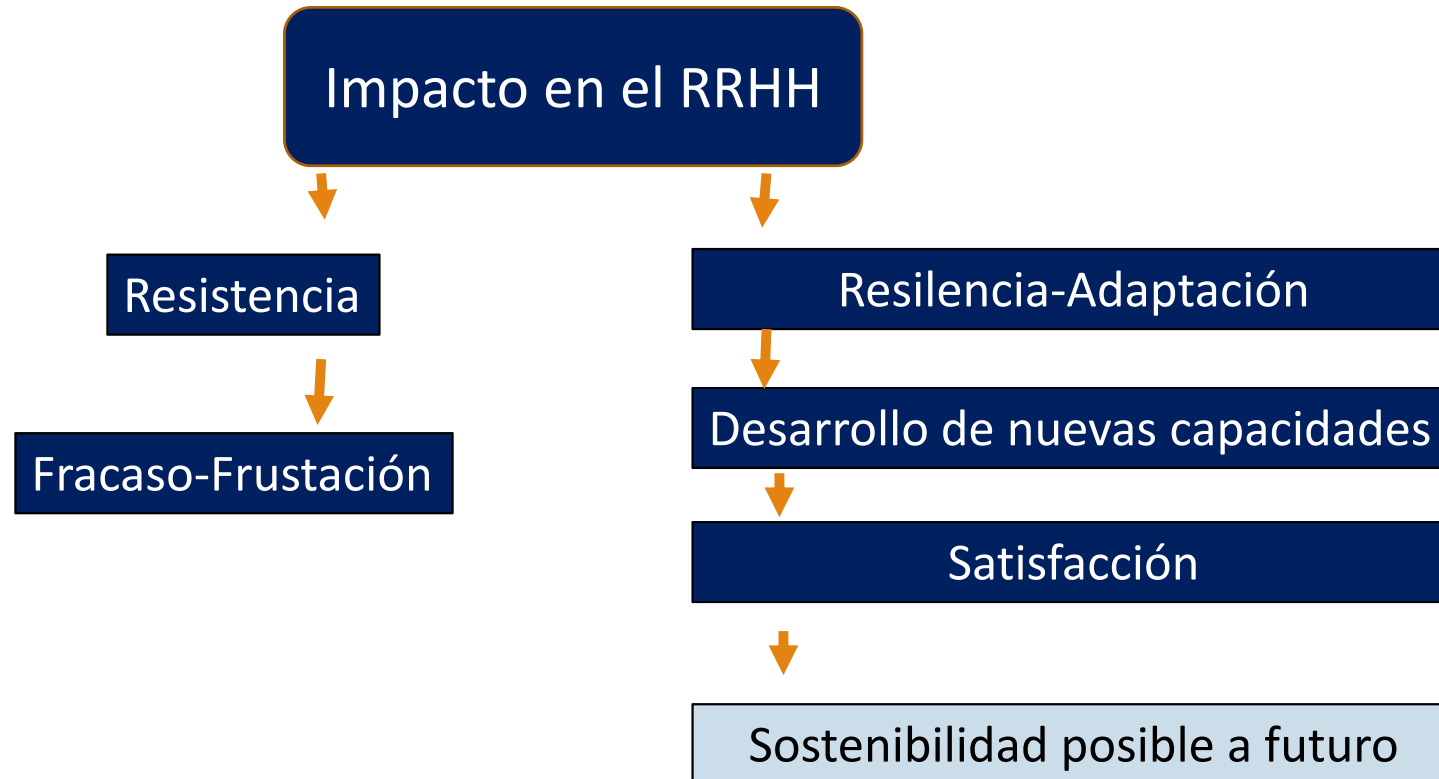 Impacto en el RRHH
Resistencia
Fracaso-Frustación
Resilencia-Adaptación
Desarrollo de nuevas capacidades
Satisfacción
Sostenibilidad posible a futuro